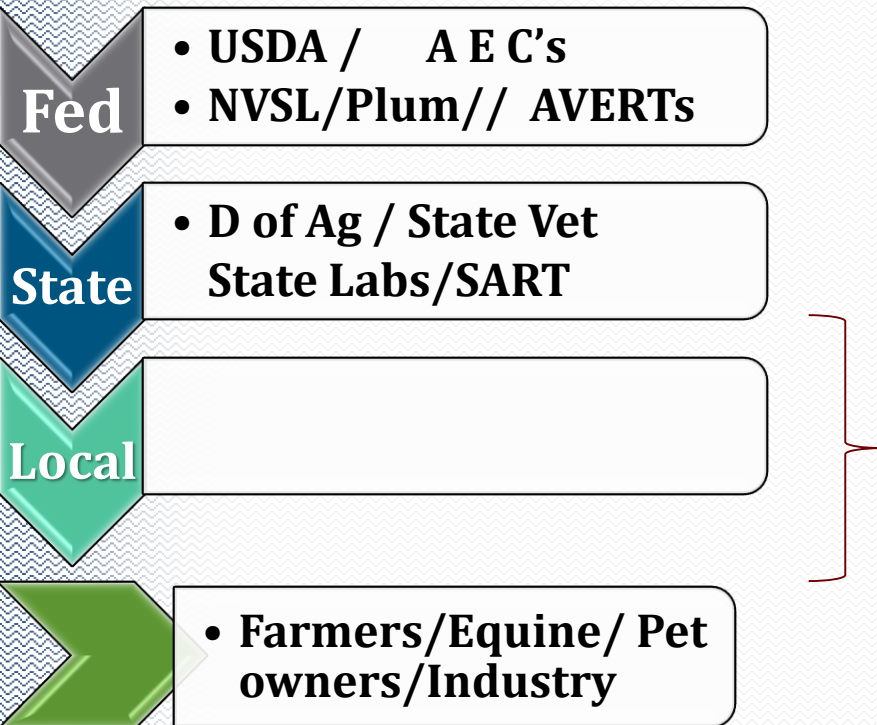 Fed
• USDA / A E C's
• NVSL/Plum// AVERTs
State
• D of Ag / State Vet
State Labs/SART
Local
• Farmers/Equine/ Pet
owners/Industry